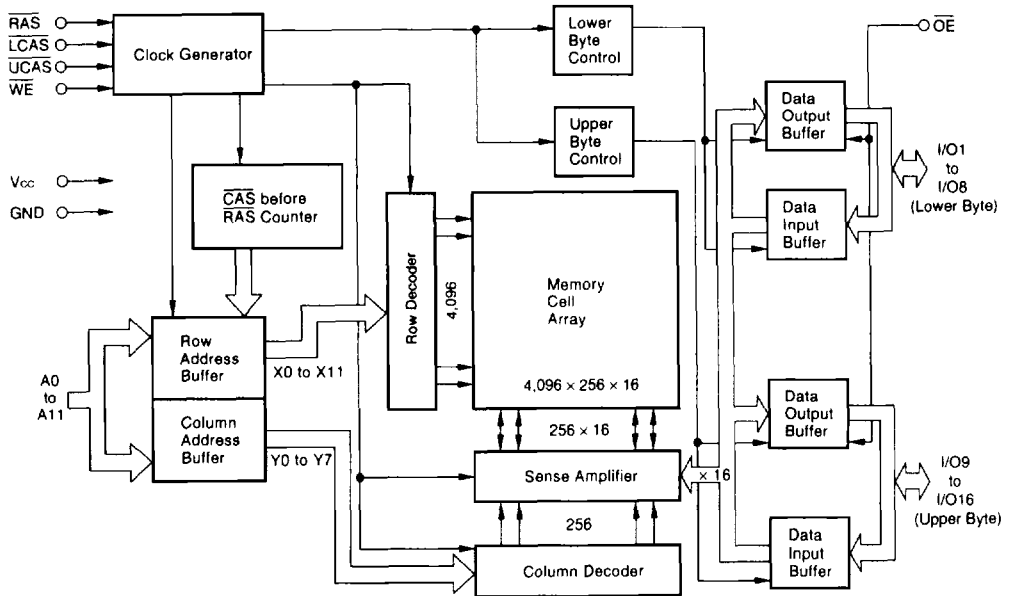 RAS
LCAS
UCAS
WE
Clock Generator
Lower
Byte
Control
OE
Upper
Byte
Control
Data
Output
Buffer
I/O1
to
I/O8
(Lower Byte)
Data
Input
Buffer
Vcc
GND
CAS before
RAS Counter
Row Decoder
4,096
Memory
Cell
Array
4,096 × 256 × 16
A0
to
A11
Row
Address
Buffer
X0 to X11
Column
Address
Buffer
Y0 to Y7
256 × 16
Sense Amplifier
× 16
256
Column Decoder
Data
Output
Buffer
I/O9
to
I/O16
(Upper Byte)
Data
Input
Buffer